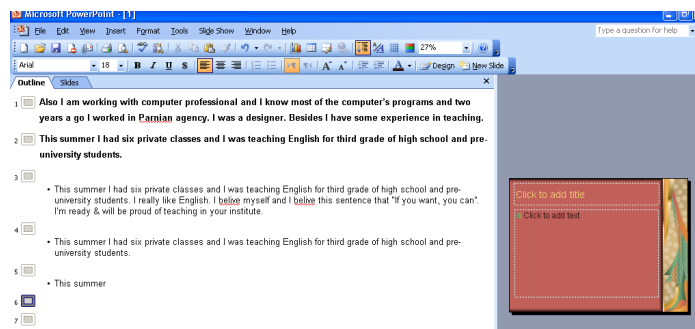 Microsoft PowerPoint - [1]
File Edit View Insert Format Tools Slide Show Window Help Type a question for help
27%
Arial 18 B I U S A A A Design New Slide
Outline Slides
1 Also I am working with computer professional and I know most of the computer's programs and two
years a go I worked in Parnian agency. I was a designer. Besides I have some experience in teaching.
2 This summer I had six private classes and I was teaching English for third grade of high school and pre-
university students.
3
• This summer I had six private classes and I was teaching English for third grade of high school and pre-
university students. I really like English. I belive myself and I belive this sentence that "If you want, you can".
I'm ready & will be proud of teaching in your institute.
4
• This summer I had six private classes and I was teaching English for third grade of high school and pre-
university students.
5
• This summer
6
7
Click to add title
Click to add text